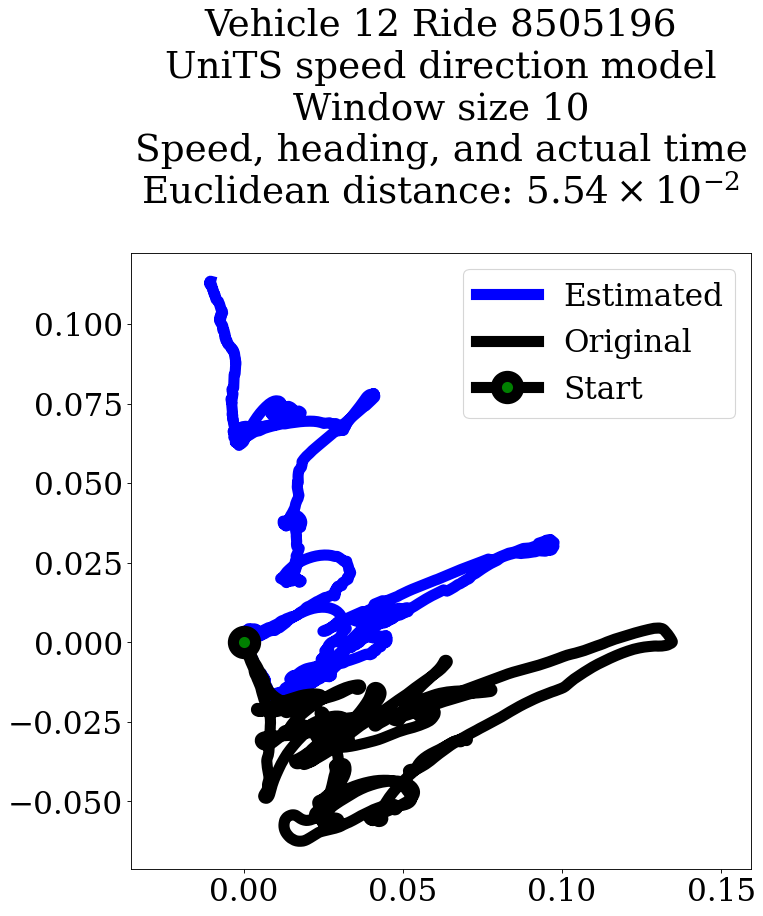 Vehicle 12 Ride 8505196
UniTS speed direction model
Window size 10
Speed, heading, and actual time
Euclidean distance: 5.54 × 10⁻²
Estimated
Original
Start
0.100
0.075
0.050
0.025
0.000
−0.025
−0.050
0.00 0.05 0.10 0.15